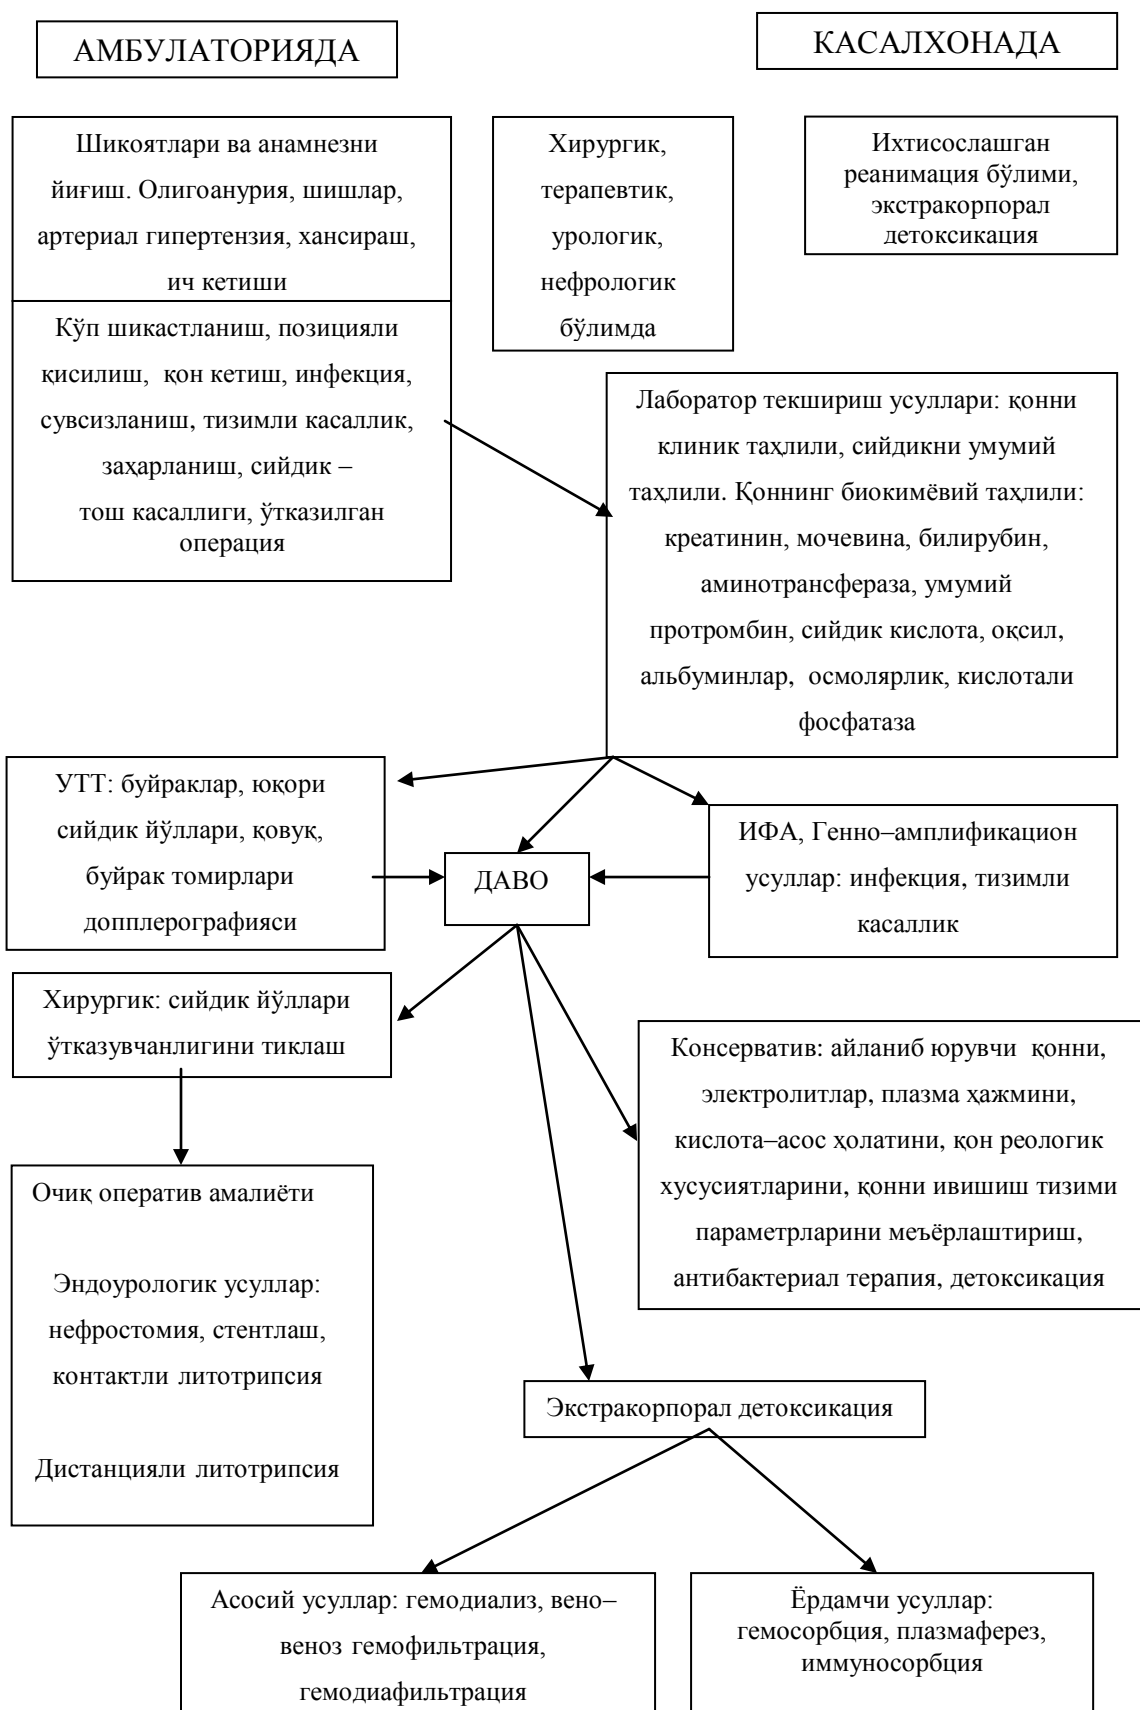 АМБУЛАТОРИЯДА
КАСАЛХОНАДА
Шикоятлари ва анамнезни
йиғиш. Олигоанурия, шишлар,
артериал гипертензия, хансираш,
ич кетиши
Хирургик,
терапевтик,
урологик,
нефрологик
бўлимда
Ихтисослашган
реанимация бўлими,
экстракорпорал
детоксикация
Кўп шикастланиш, позицияли
қисилиш, қон кетиш, инфекция,
сувсизланиш, тизимли касаллик,
заҳарланиш, сийдик –
тош касаллиги, ўтказилган
операция
Лаборатор текшириш усуллари: қонни
клиник таҳлили, сийдикни умумий
таҳлили. Қоннинг биокимёвий таҳлили:
креатинин, мочевина, билирубин,
аминотрансфераза, умумий
протромбин, сийдик кислота, оқсил,
альбуминлар, осмолярлик, кислотали
фосфатаза
УТТ: буйраклар, юқори
сийдик йўллари, қовуқ,
буйрак томирлари
допплерографияси
ДАВО
ИФА, Генно–амплификацион
усуллар: инфекция, тизимли
касаллик
Хирургик: сийдик йўллари
ўтказувчанлигини тиклаш
Консерватив: айланиб юрувчи қонни,
электролитлар, плазма ҳажмини,
кислота–асос ҳолатини, қон реологик
хусусиятларини, қонни ивишиш тизими
параметрларини меъёрлаштириш,
антибактериал терапия, детоксикация
Очиқ оператив амалиёти
Эндоурологик усуллар:
нефростомия, стентлаш,
контактли литотрипсия
Дистанцияли литотрипсия
Экстракорпорал детоксикация
Асосий усуллар: гемодиализ, вено–
веноз гемофильтрация,
гемодиафильтрация
Ёрдамчи усуллар:
гемосорбция, плазмаферез,
иммуносорбция